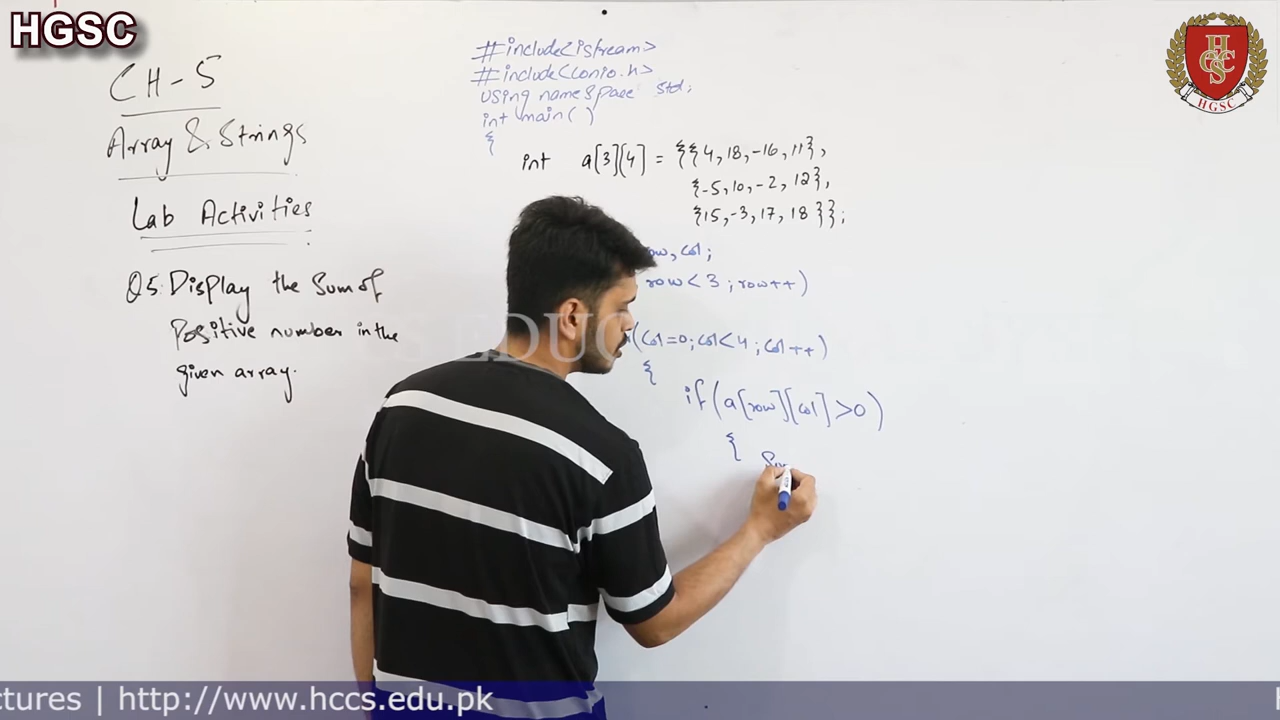 HGSC
CH-5
Array & Strings
Lab Activities
Q5: Display the Sum of
Positive number in the
given array.
#include<istream>
#include<conio.h>
using namespace std;
int main()
{
int a[3][4] = {{4,18,-16,11},
{-5,10,-2,12},
{15,-3,17,18}};
row,col;
row<3;row++)
(col=0;col<4;col++)
{
if(a[row][col]>0)
{
HGSC
ctures | http://www.hccs.edu.pk